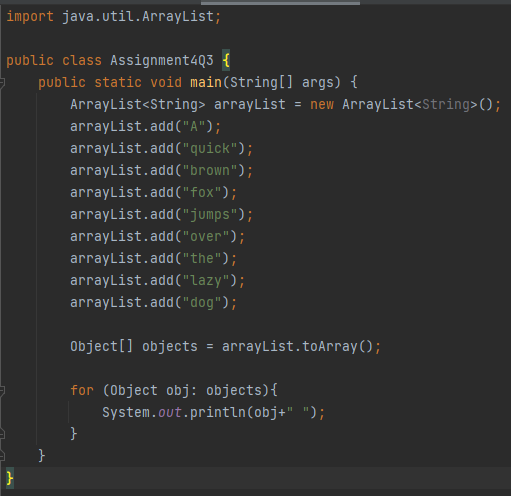 import java.util.ArrayList;
public class Assignment4Q3 {
public static void main(String[] args) {
ArrayList<String> arrayList = new ArrayList<String>();
arrayList.add("A");
arrayList.add("quick");
arrayList.add("brown");
arrayList.add("fox");
arrayList.add("jumps");
arrayList.add("over");
arrayList.add("the");
arrayList.add("lazy");
arrayList.add("dog");
Object[] objects = arrayList.toArray();
for (Object obj: objects){
System.out.println(obj+" ");
}
}
}